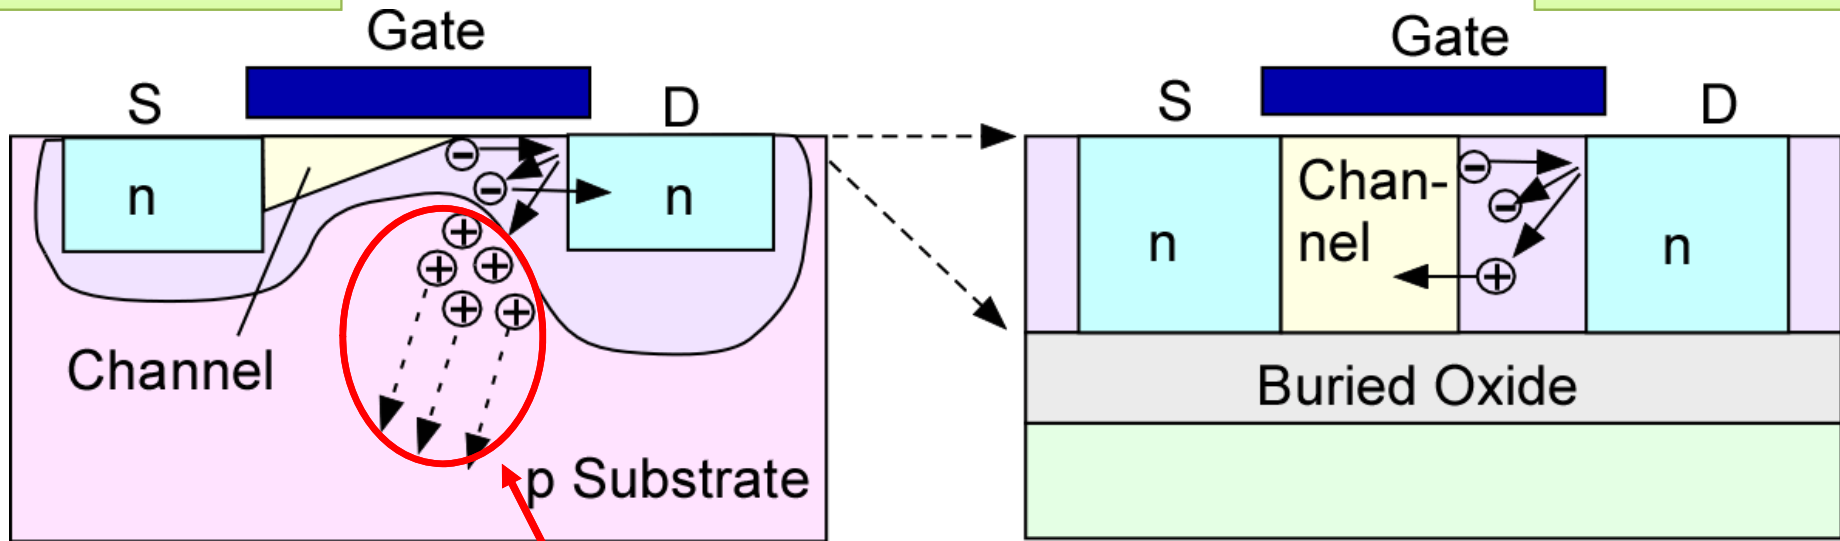 Gate
S
D
n
n
Channel
p Substrate
Gate
S
D
Chan-
nel
n
n
Buried Oxide